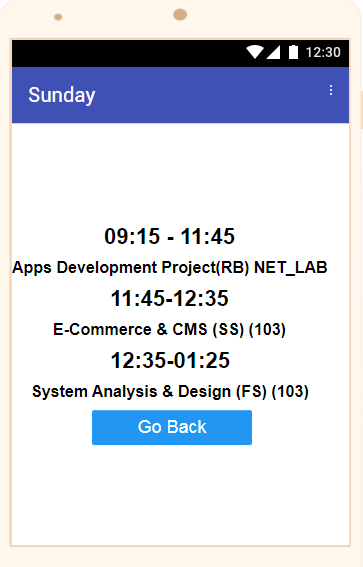 12:30
Sunday
09:15 - 11:45
Apps Development Project(RB) NET_LAB
11:45-12:35
E-Commerce & CMS (SS) (103)
12:35-01:25
System Analysis & Design (FS) (103)
Go Back